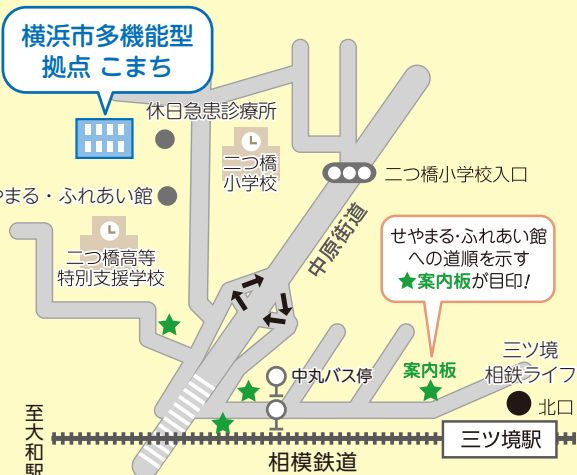 横浜市多機能型
拠点 こまち
休日急患診療所
二つ橋
小学校
二つ橋小学校入口
やまる・ふれあい館
中原街道
せやまる・ふれあい館
への道順を示す
★案内板が目印!
二つ橋高等
特別支援学校
三ツ境
相鉄ライフ
中丸バス停
案内板
北口
至大和駅
三ツ境駅
相模鉄道